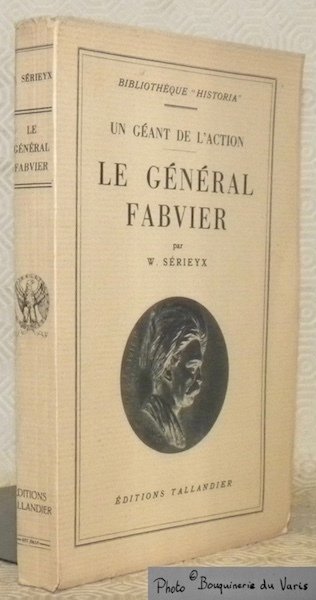 SÉRIEYX
LE
GÉNÉRAL
FABVIER
ÉDITIONS
TALLANDIER
BIBLIOTHÈQUE "HISTORIA"
UN GÉANT DE L'ACTION
LE GÉNÉRAL
FABVIER
par
W. SÉRIEYX
ÉDITIONS TALLANDIER
Photo © Bouquinerie du Varis